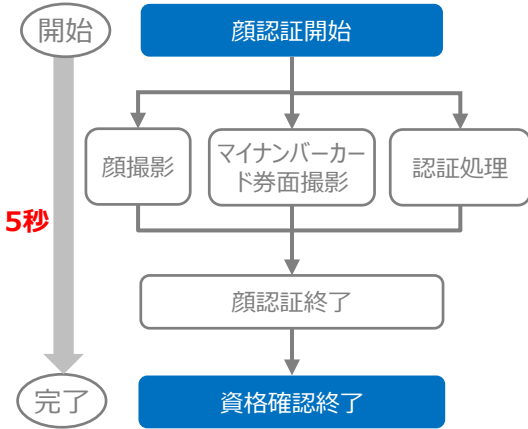 開始
顔認証開始
顔撮影
マイナンバーカー
ド券面撮影
認証処理
5秒
顔認証終了
完了
資格確認終了